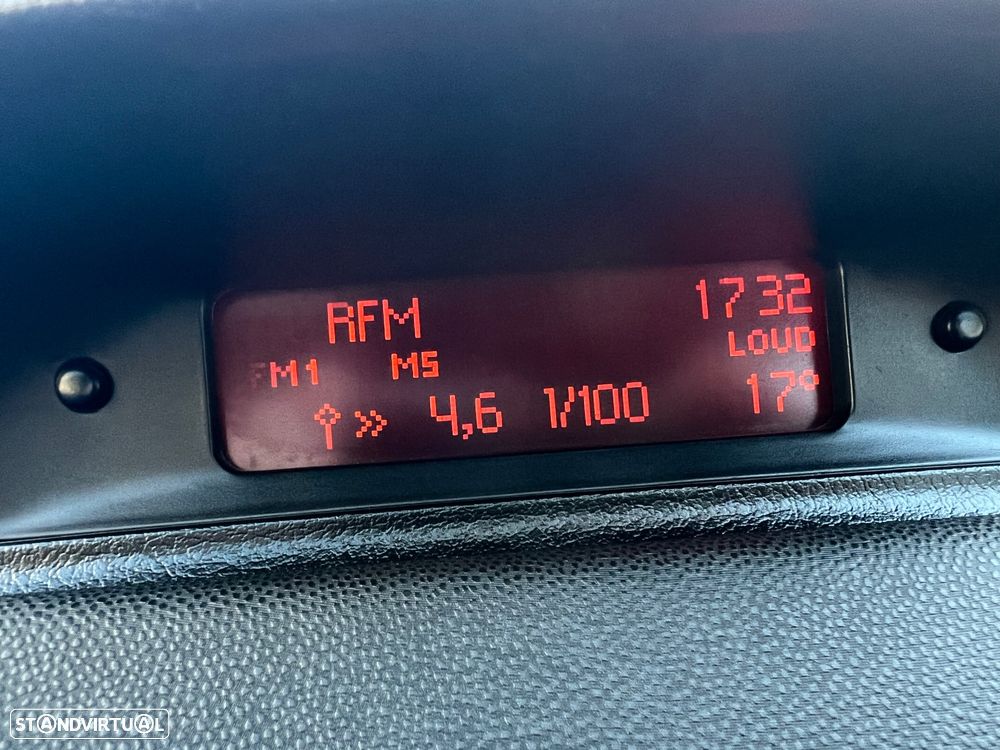 RFM 1732
FM1 M5 LOUD
» 4,6 l/100 17°
STANDVIRTUAL